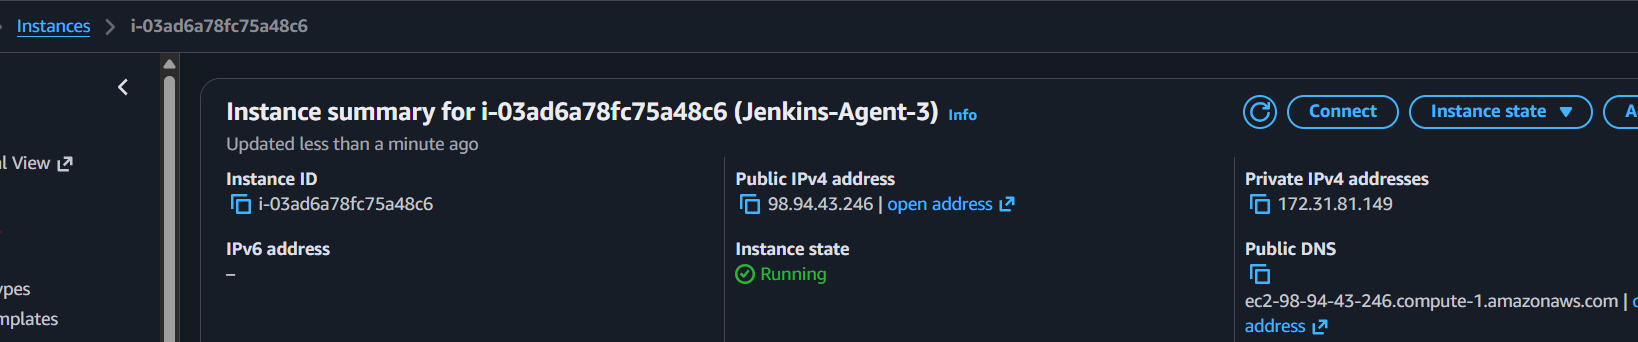 Instances > i-03ad6a78fc75a48c6
Instance summary for i-03ad6a78fc75a48c6 (Jenkins-Agent-3) Info
Connect
Instance state
Updated less than a minute ago
Instance ID
i-03ad6a78fc75a48c6
Public IPv4 address
98.94.43.246 | open address
Private IPv4 addresses
172.31.81.149
IPv6 address
–
Instance state
Running
Public DNS
ec2-98-94-43-246.compute-1.amazonaws.com |
address
View